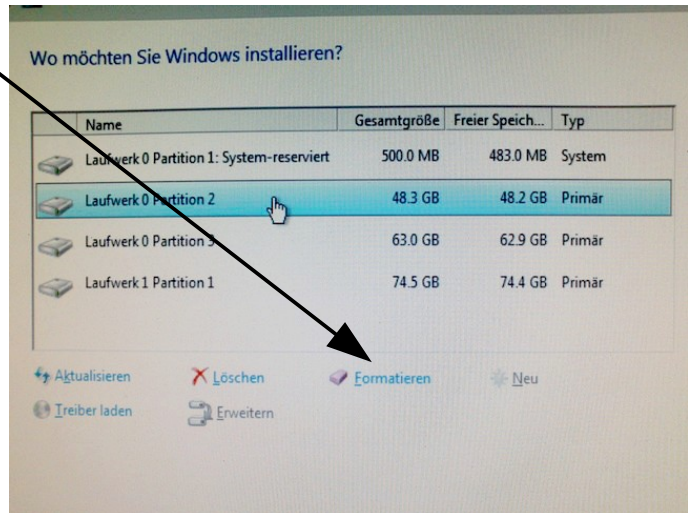 Wo möchten Sie Windows installieren?
Name Gesamtgröße Freier Speich... Typ
Laufwerk 0 Partition 1: System-reserviert 500.0 MB 483.0 MB System
Laufwerk 0 Partition 2 48.3 GB 48.2 GB Primär
Laufwerk 0 Partition 3 63.0 GB 62.9 GB Primär
Laufwerk 1 Partition 1 74.5 GB 74.4 GB Primär
Aktualisieren Löschen Formatieren Neu
Treiber laden Erweitern